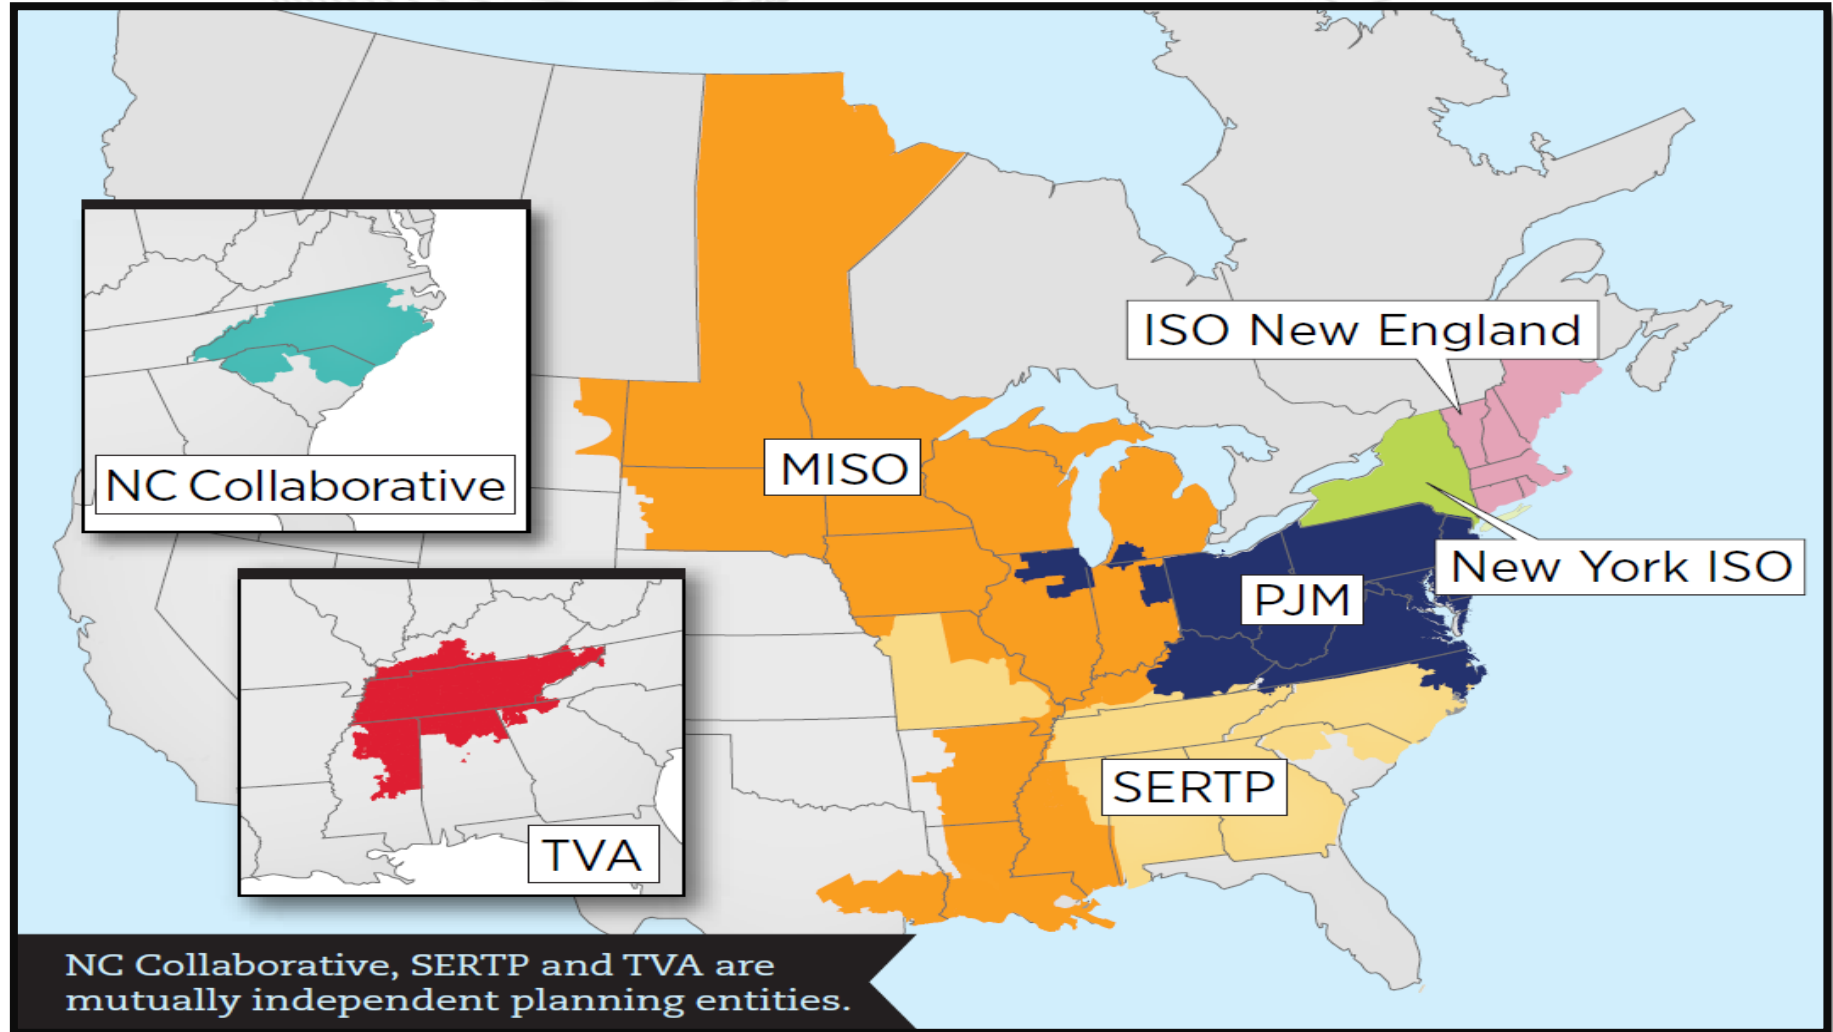 ISO New England
MISO
NC Collaborative
New York ISO
PJM
SERTP
TVA
NC Collaborative, SERTP and TVA are
mutually independent planning entities.